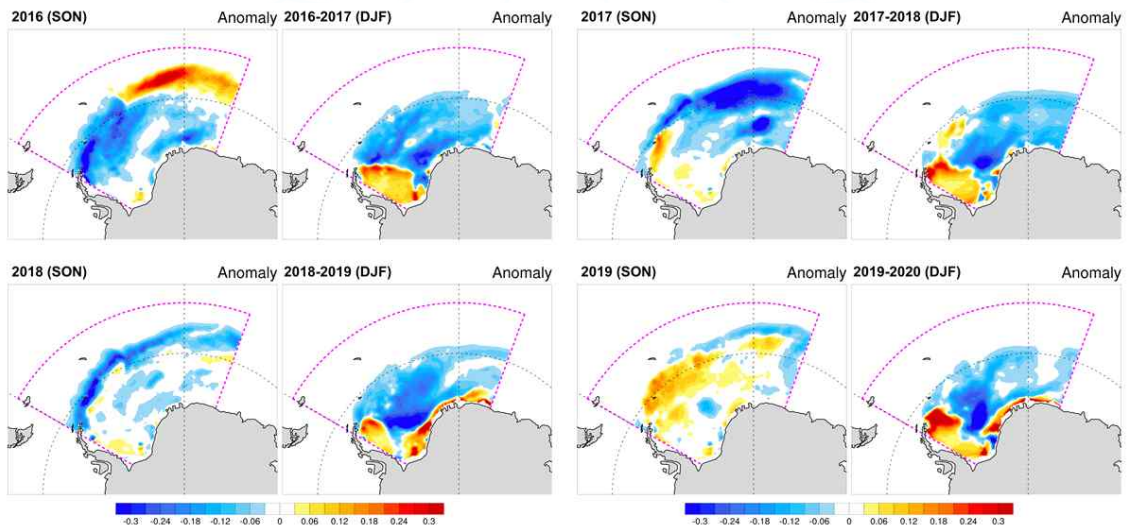 2016 (SON) Anomaly 2016-2017 (DJF) Anomaly 2017 (SON) Anomaly 2017-2018 (DJF) Anomaly
2018 (SON) Anomaly 2018-2019 (DJF) Anomaly 2019 (SON) Anomaly 2019-2020 (DJF) Anomaly
-0.3 -0.24 -0.18 -0.12 -0.06 0 0.06 0.12 0.18 0.24 0.3 -0.3 -0.24 -0.18 -0.12 -0.06 0 0.06 0.12 0.18 0.24 0.3